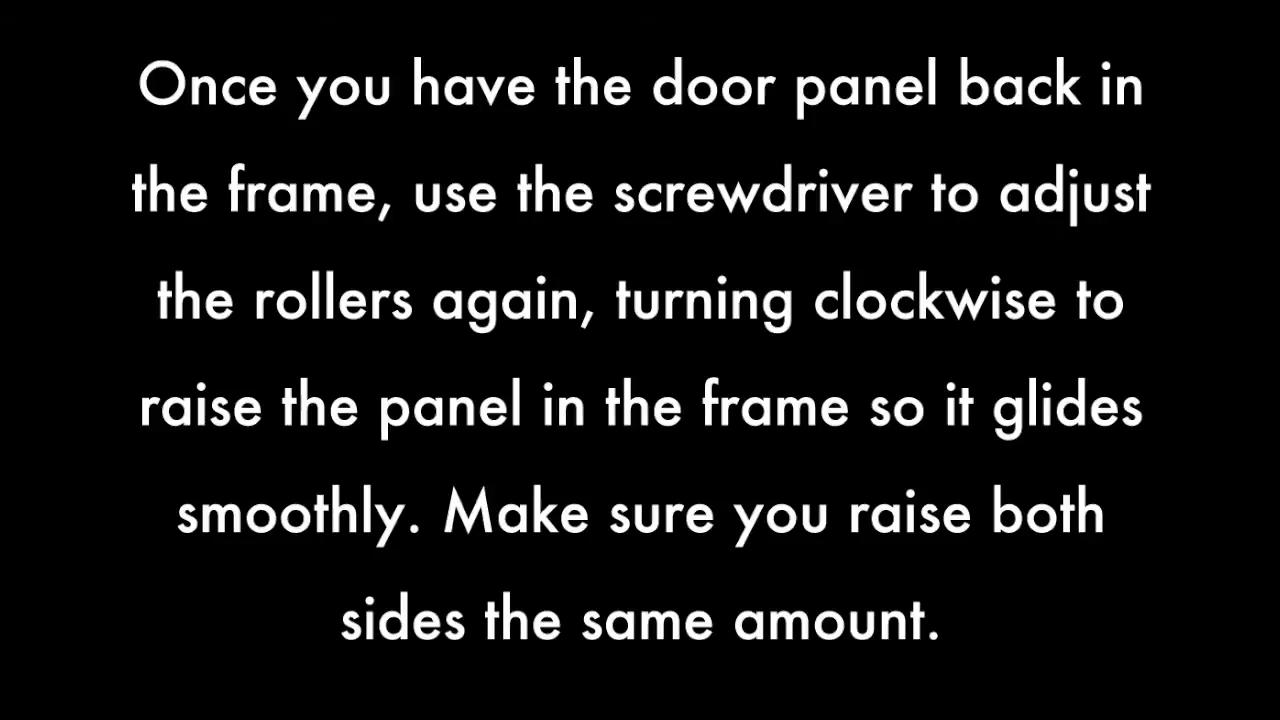 Once you have the door panel back in
the frame, use the screwdriver to adjust
the rollers again, turning clockwise to
raise the panel in the frame so it glides
smoothly. Make sure you raise both
sides the same amount.